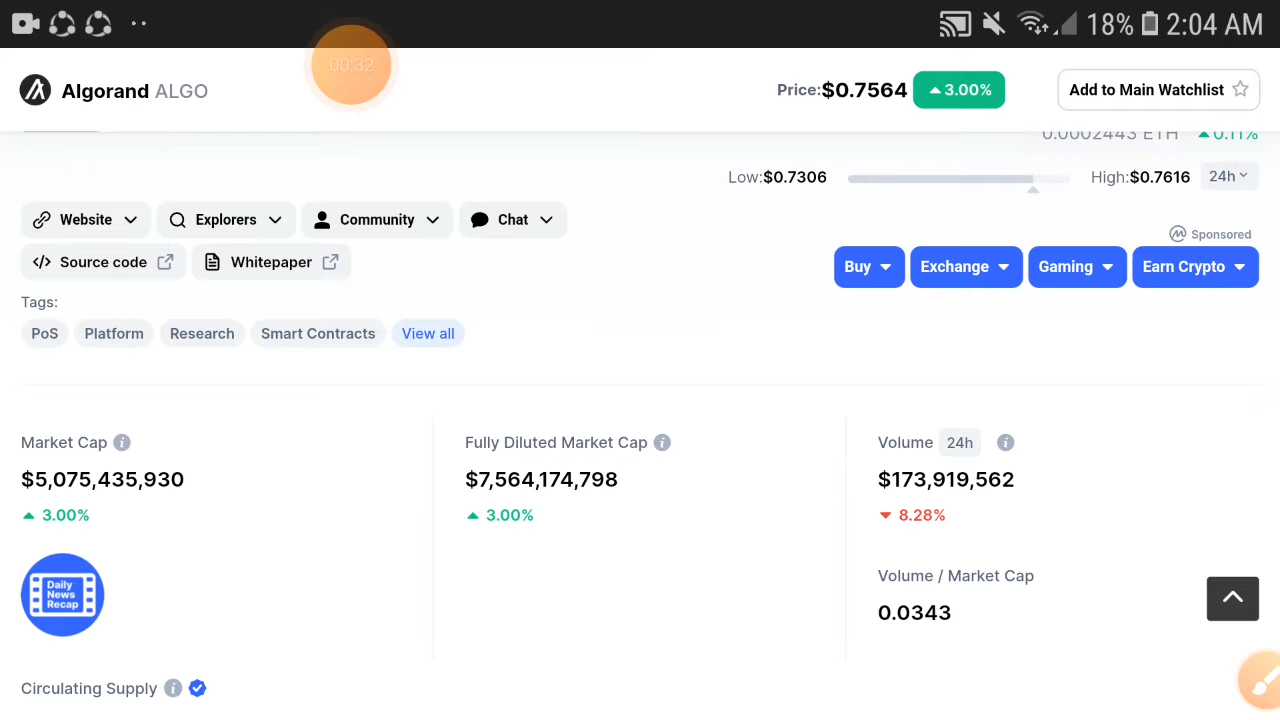 18% 2:04 AM
00:32
Algorand ALGO
Price:$0.7564 3.00%
Add to Main Watchlist
0.0002443 ETH 0.11%
Low:$0.7306 High:$0.7616 24h
Website Explorers Community Chat
Sponsored
Source code Whitepaper
Buy Exchange Gaming Earn Crypto
Tags:
PoS Platform Research Smart Contracts View all
Market Cap Fully Diluted Market Cap Volume 24h
$5,075,435,930 $7,564,174,798 $173,919,562
3.00% 3.00% 8.28%
Daily
News
Recap
Volume / Market Cap
0.0343
Circulating Supply